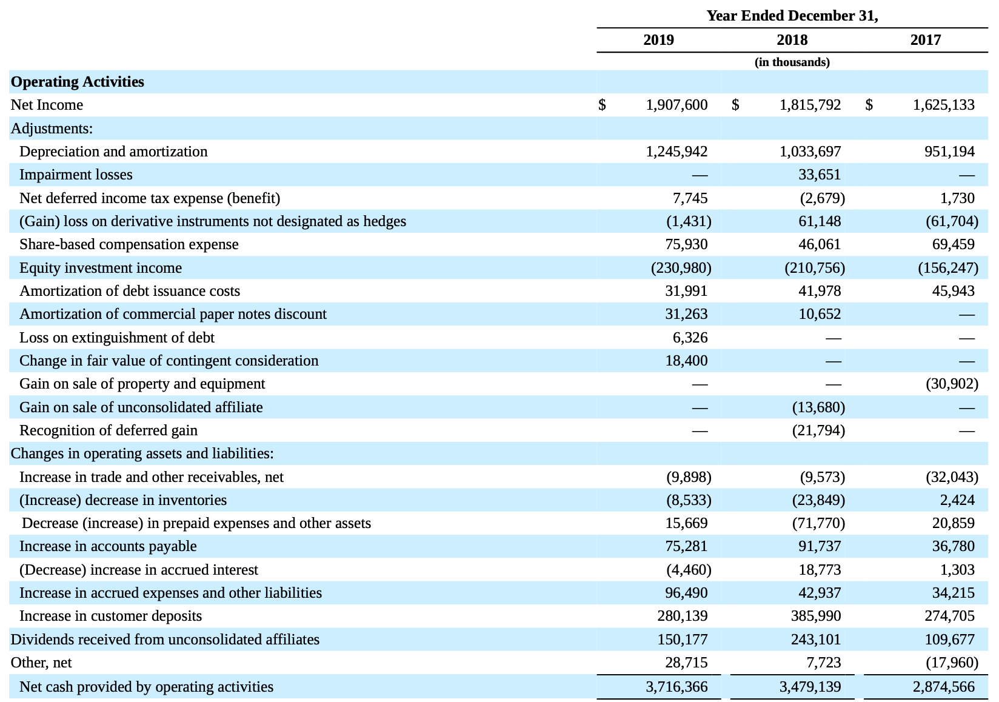 Year Ended December 31,
2019 2018 2017
(in thousands)
Operating Activities
Net Income $ 1,907,600 $ 1,815,792 $ 1,625,133
Adjustments:
Depreciation and amortization 1,245,942 1,033,697 951,194
Impairment losses — 33,651 —
Net deferred income tax expense (benefit) 7,745 (2,679) 1,730
(Gain) loss on derivative instruments not designated as hedges (1,431) 61,148 (61,704)
Share-based compensation expense 75,930 46,061 69,459
Equity investment income (230,980) (210,756) (156,247)
Amortization of debt issuance costs 31,991 41,978 45,943
Amortization of commercial paper notes discount 31,263 10,652 —
Loss on extinguishment of debt 6,326 — —
Change in fair value of contingent consideration 18,400 — —
Gain on sale of property and equipment — — (30,902)
Gain on sale of unconsolidated affiliate — (13,680) —
Recognition of deferred gain — (21,794) —
Changes in operating assets and liabilities:
Increase in trade and other receivables, net (9,898) (9,573) (32,043)
(Increase) decrease in inventories (8,533) (23,849) 2,424
Decrease (increase) in prepaid expenses and other assets 15,669 (71,770) 20,859
Increase in accounts payable 75,281 91,737 36,780
(Decrease) increase in accrued interest (4,460) 18,773 1,303
Increase in accrued expenses and other liabilities 96,490 42,937 34,215
Increase in customer deposits 280,139 385,990 274,705
Dividends received from unconsolidated affiliates 150,177 243,101 109,677
Other, net 28,715 7,723 (17,960)
Net cash provided by operating activities 3,716,366 3,479,139 2,874,566